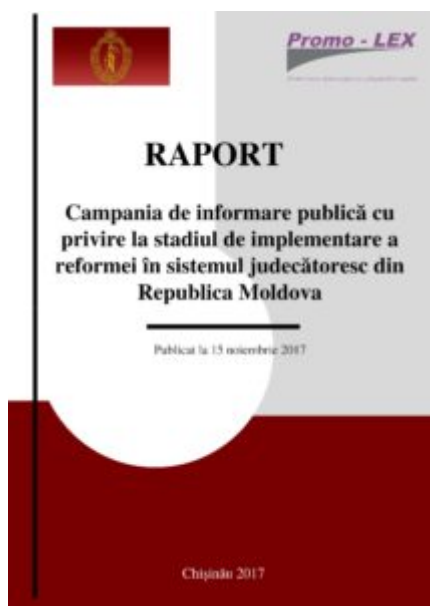 Promo - LEX
RAPORT
Campania de informare publică cu
privire la stadiul de implementare a
reformei în sistemul judecătoresc din
Republica Moldova
Publicat la 15 noiembrie 2017
Chișinău 2017